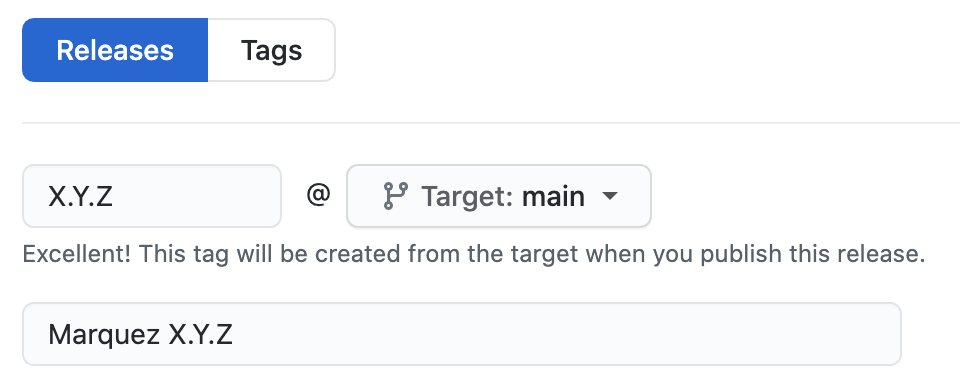 Releases Tags
X.Y.Z @ Target: main
Excellent! This tag will be created from the target when you publish this release.
Marquez X.Y.Z